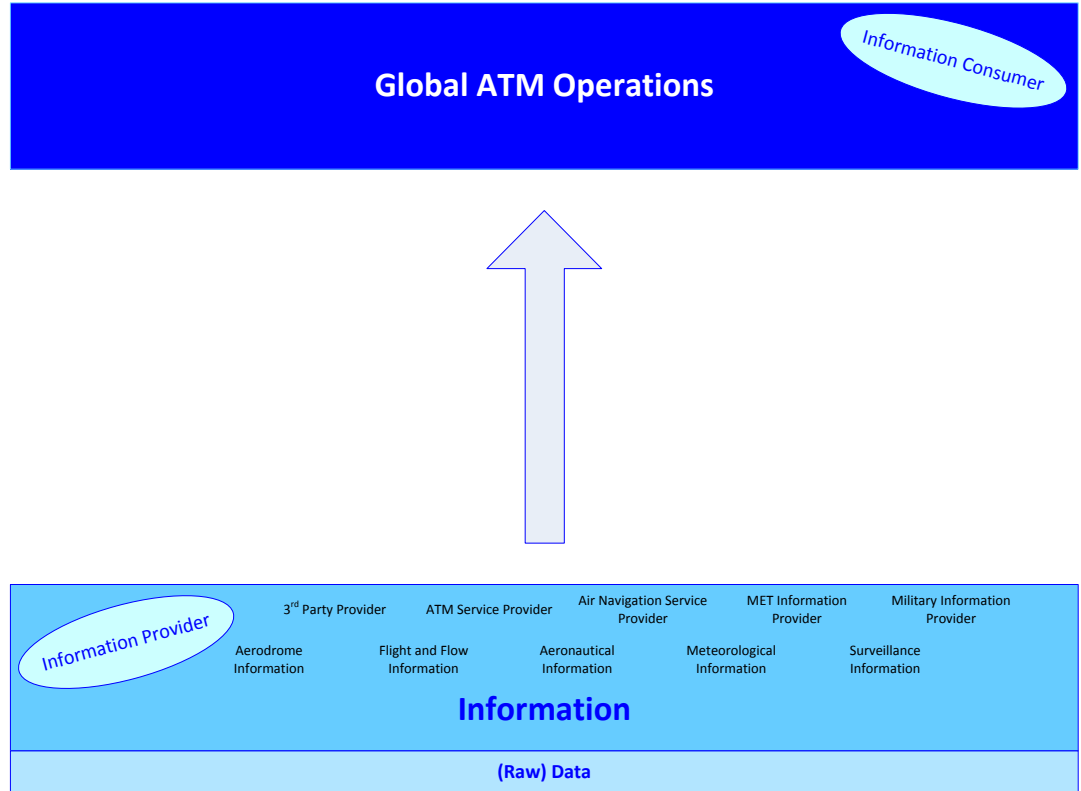 Information Consumer
Global ATM Operations
Information Provider
3rd Party Provider
ATM Service Provider
Air Navigation Service
Provider
MET Information
Provider
Military Information
Provider
Aerodrome
Information
Flight and Flow
Information
Aeronautical
Information
Meteorological
Information
Surveillance
Information
Information
(Raw) Data